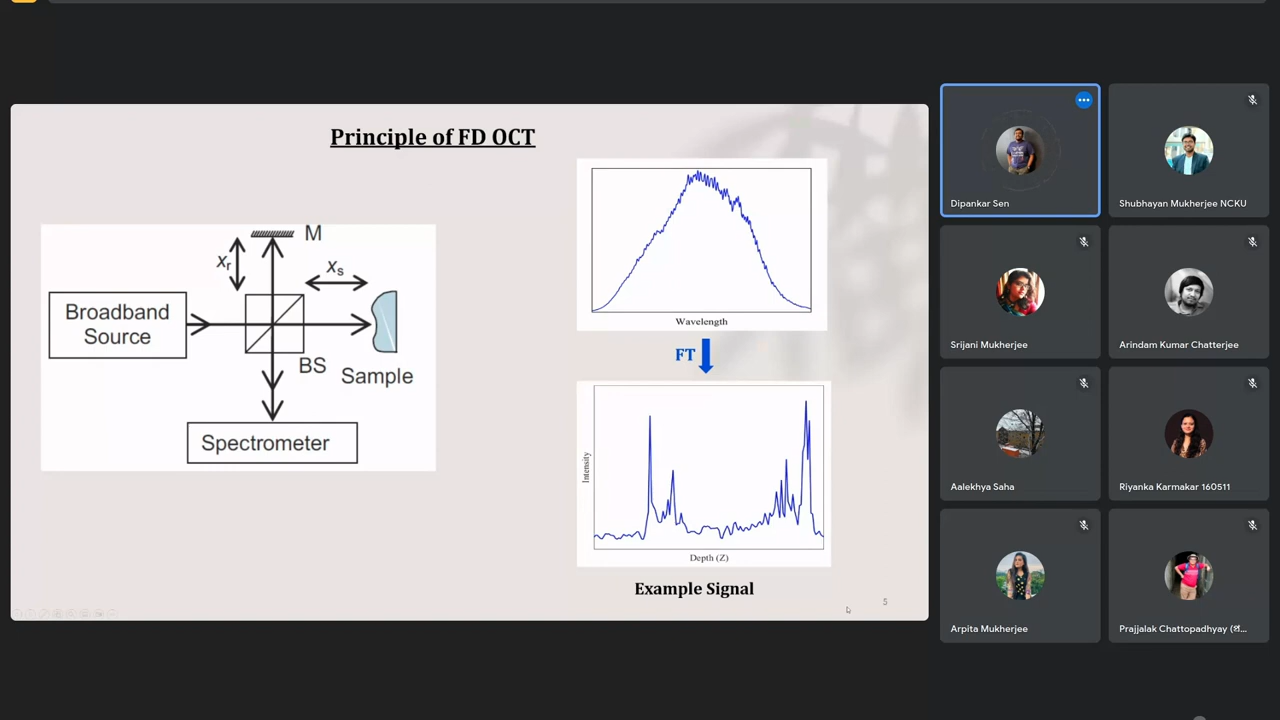 Principle of FD OCT
M
xr
xs
Broadband
Source
BS
Sample
Spectrometer
Wavelength
FT
Intensity
Depth (Z)
Example Signal
5
Dipankar Sen
Shubhayan Mukherjee NCKU
Srijani Mukherjee
Arindam Kumar Chatterjee
Aalekhya Saha
Riyanka Karmakar 160511
Arpita Mukherjee
Prajjalak Chattopadhyay